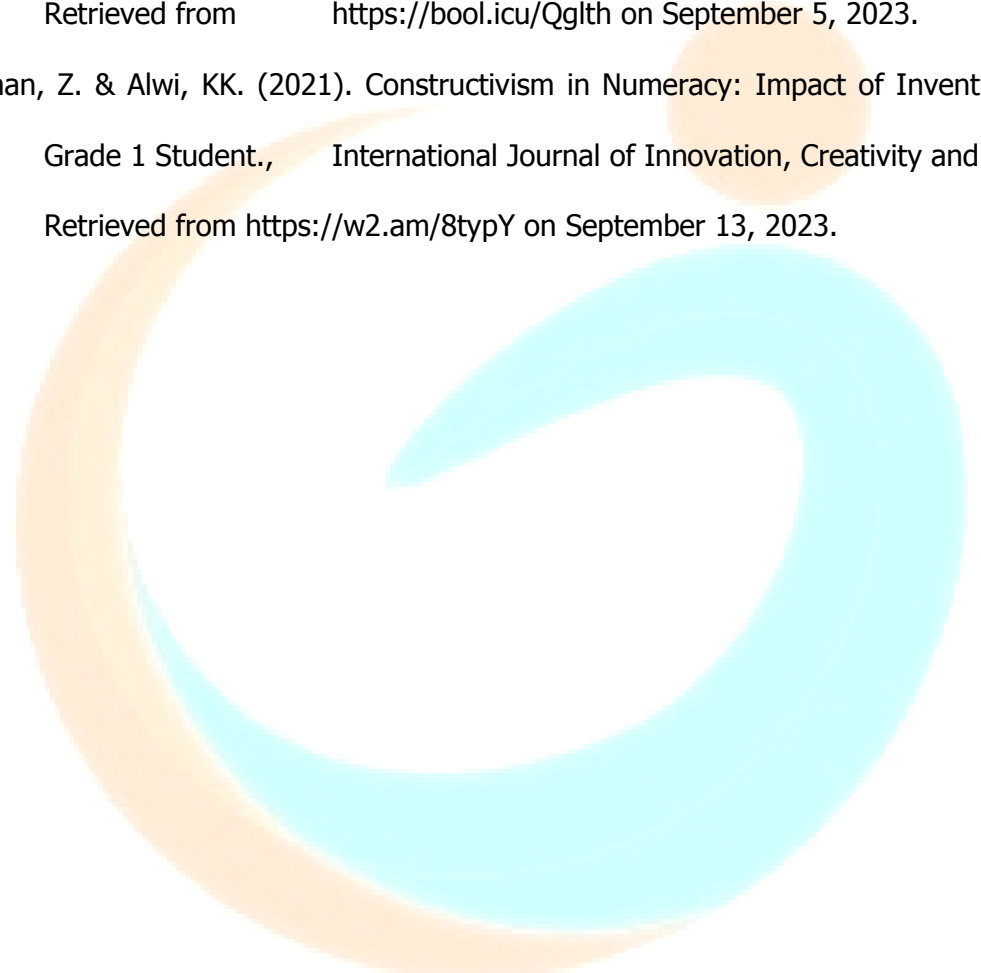 Retrieved from https://bool.icu/Qglth on September 5, 2023.
Z. & Alwi, KK. (2021). Constructivism in Numeracy: Impact of Invent
Grade 1 Student., International Journal of Innovation, Creativity and
Retrieved from https://w2.am/8typY on September 13, 2023.